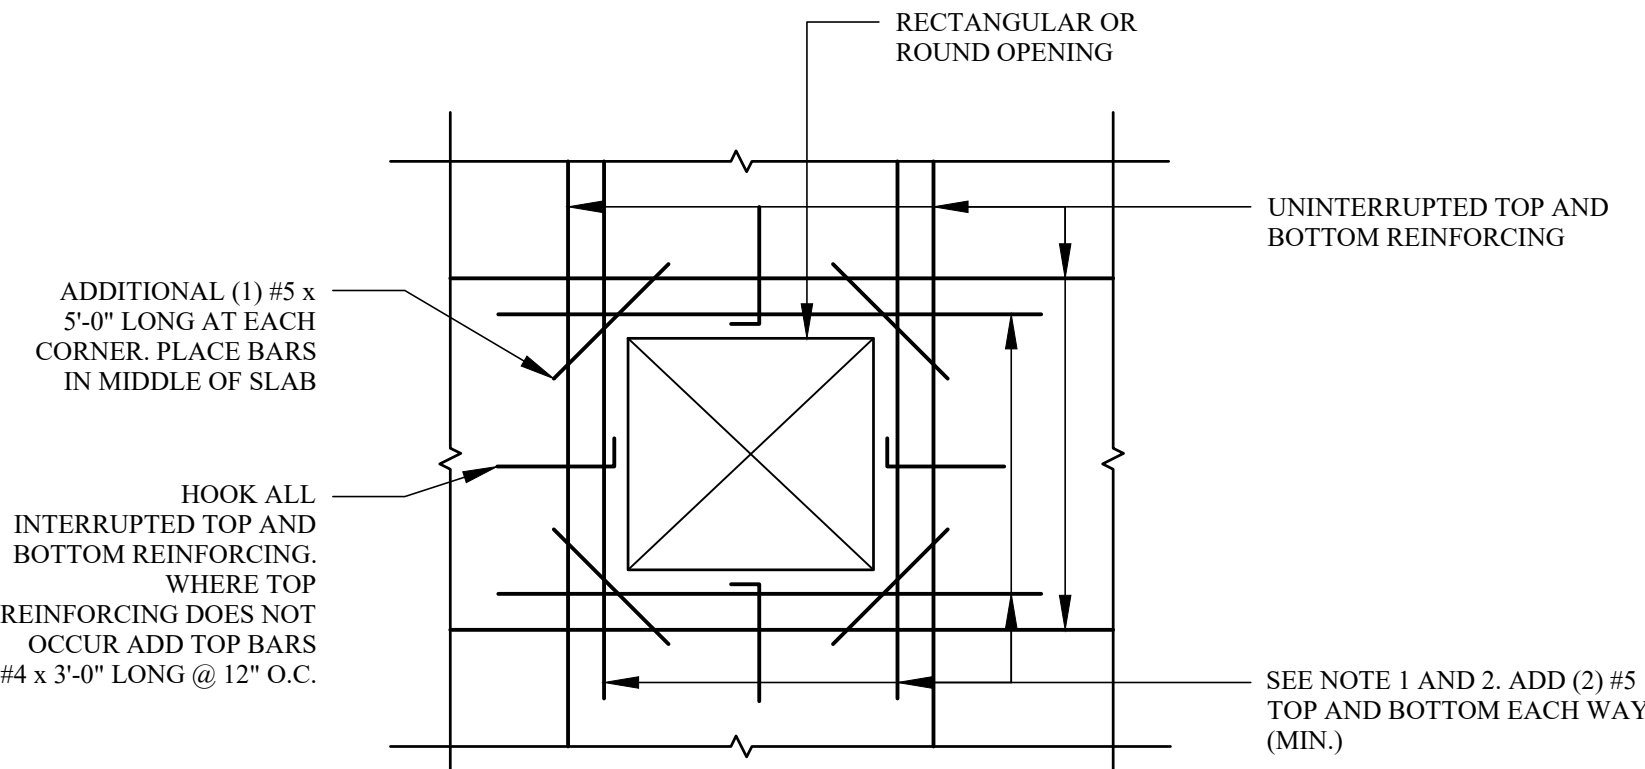 RECTANGULAR OR
ROUND OPENING
UNINTERRUPTED TOP AND
BOTTOM REINFORCING
ADDITIONAL (1) #5 x
5'-0" LONG AT EACH
CORNER. PLACE BARS
IN MIDDLE OF SLAB
HOOK ALL
INTERRUPTED TOP AND
BOTTOM REINFORCING.
WHERE TOP
REINFORCING DOES NOT
OCCUR ADD TOP BARS
#4 x 3'-0" LONG @ 12" O.C.
SEE NOTE 1 AND 2. ADD (2) #5
TOP AND BOTTOM EACH WAY
(MIN.)